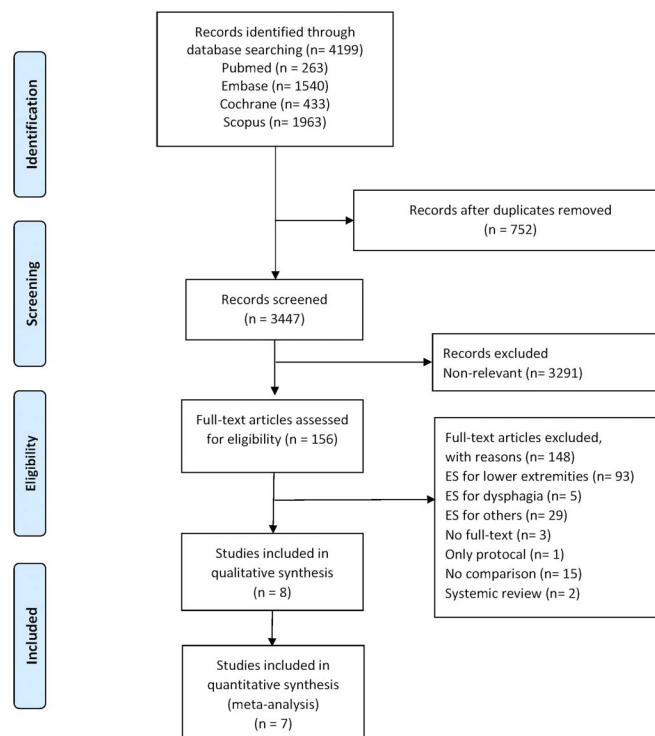 Records identified through
database searching (n= 4199)
Pubmed (n = 263)
Embase (n = 1540)
Cochrane (n= 433)
Scopus (n= 1963)
Identification
Records after duplicates removed
(n = 752)
Screening
Records screened
(n = 3447)
Records excluded
Non-relevant (n= 3291)
Eligibility
Full-text articles assessed
for eligibility (n = 156)
Full-text articles excluded,
with reasons (n= 148)
ES for lower extremities (n= 93)
ES for dysphagia (n= 5)
ES for others (n= 29)
No full-text (n= 3)
Only protocal (n= 1)
No comparison (n= 15)
Systemic review (n= 2)
Studies included in
qualitative synthesis
(n = 8)
Included
Studies included in
quantitative synthesis
(meta-analysis)
(n = 7)